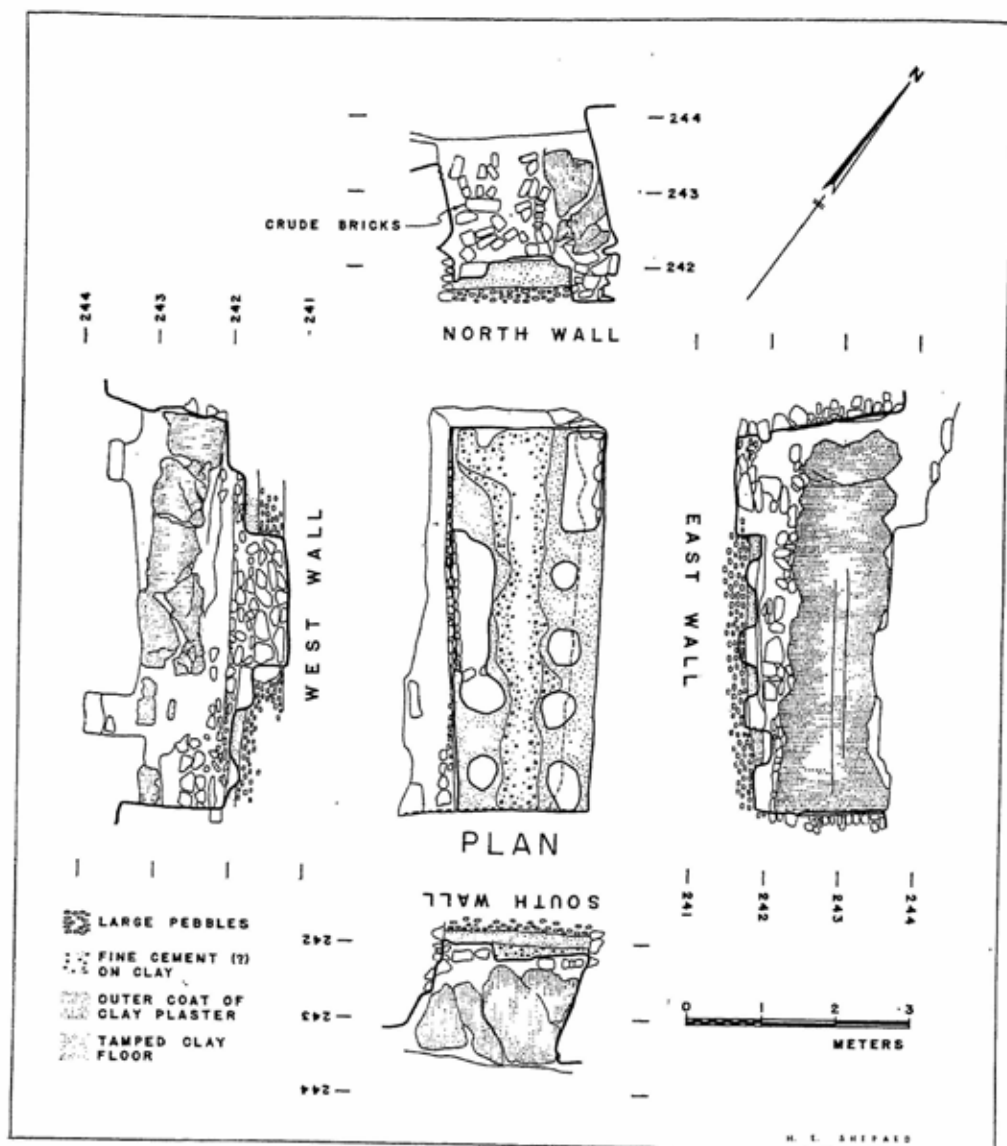 N
— 244
— 243
— 242
CRUDE BRICKS
NORTH WALL
— 244
— 243
— 242
- 241
WEST WALL
EAST WALL
PLAN
SOUTH WALL
— 241
— 242
— 243
— 244
242 —
243 —
244 —
LARGE PEBBLES
FINE CEMENT (?)
ON CLAY
OUTER COAT OF
CLAY PLASTER
TAMPED CLAY
FLOOR
0 1 2 3
METERS
H. E. SHEPARD